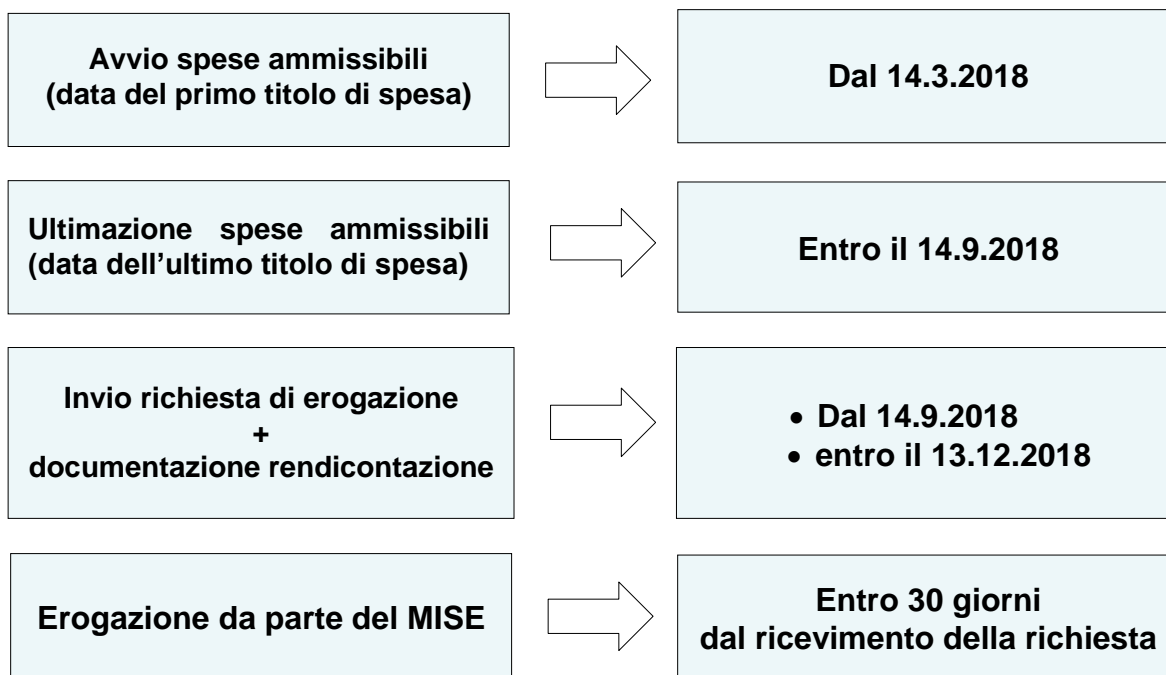 Avvio spese ammissibili
(data del primo titolo di spesa)
Dal 14.3.2018
Ultimazione spese ammissibili
(data dell’ultimo titolo di spesa)
Entro il 14.9.2018
Invio richiesta di erogazione
+
documentazione rendicontazione
• Dal 14.9.2018
• entro il 13.12.2018
Erogazione da parte del MISE
Entro 30 giorni
dal ricevimento della richiesta